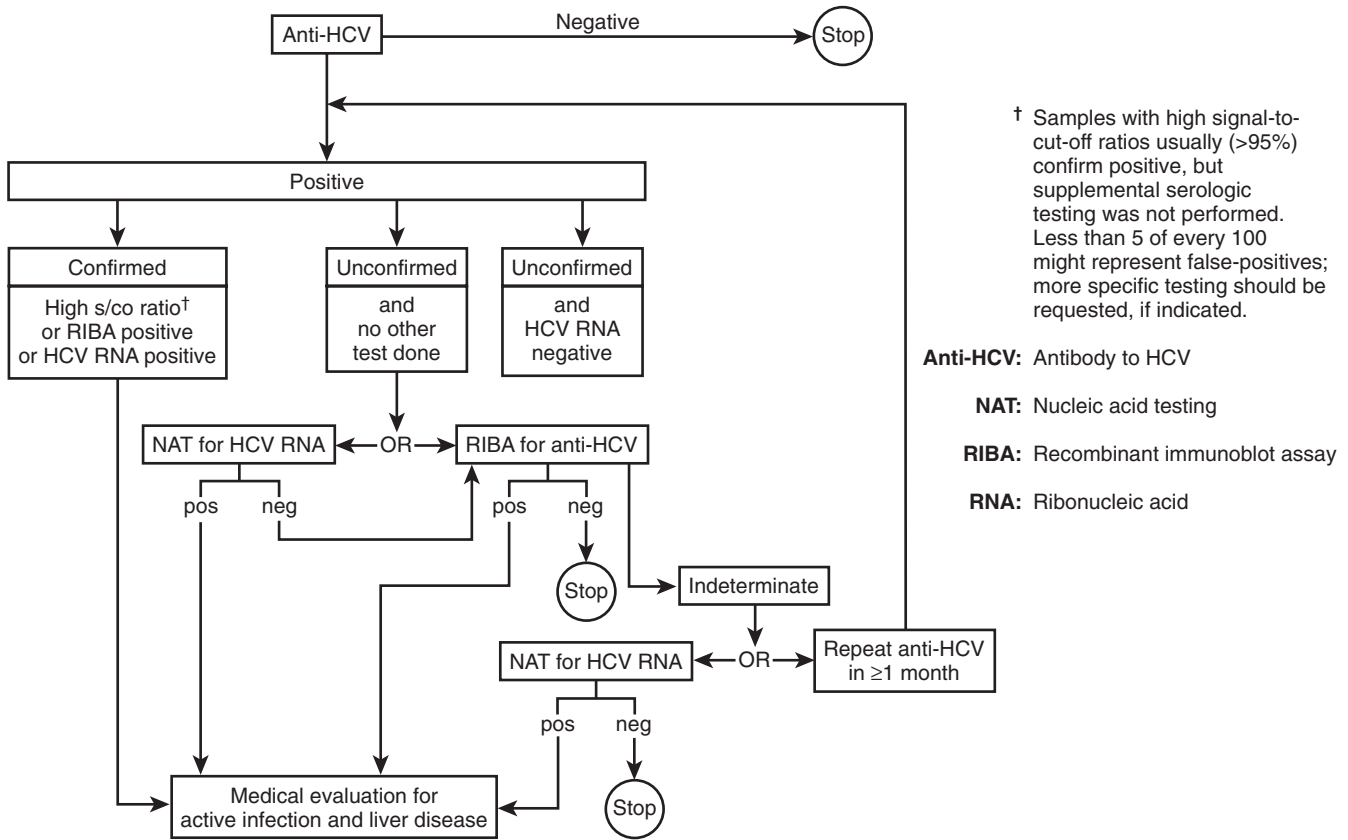 Anti-HCV
Negative
Stop
† Samples with high signal-to-
cut-off ratios usually (>95%)
confirm positive, but
supplemental serologic
testing was not performed.
Less than 5 of every 100
might represent false-positives;
more specific testing should be
requested, if indicated.
Anti-HCV: Antibody to HCV
NAT: Nucleic acid testing
RIBA: Recombinant immunoblot assay
RNA: Ribonucleic acid
Positive
Confirmed
High s/co ratio†
or RIBA positive
or HCV RNA positive
Unconfirmed
and
no other
test done
Unconfirmed
and
HCV RNA
negative
NAT for HCV RNA
OR
RIBA for anti-HCV
pos
neg
pos
neg
Stop
Indeterminate
NAT for HCV RNA
OR
Repeat anti-HCV
in ≥1 month
pos
neg
Stop
Medical evaluation for
active infection and liver disease